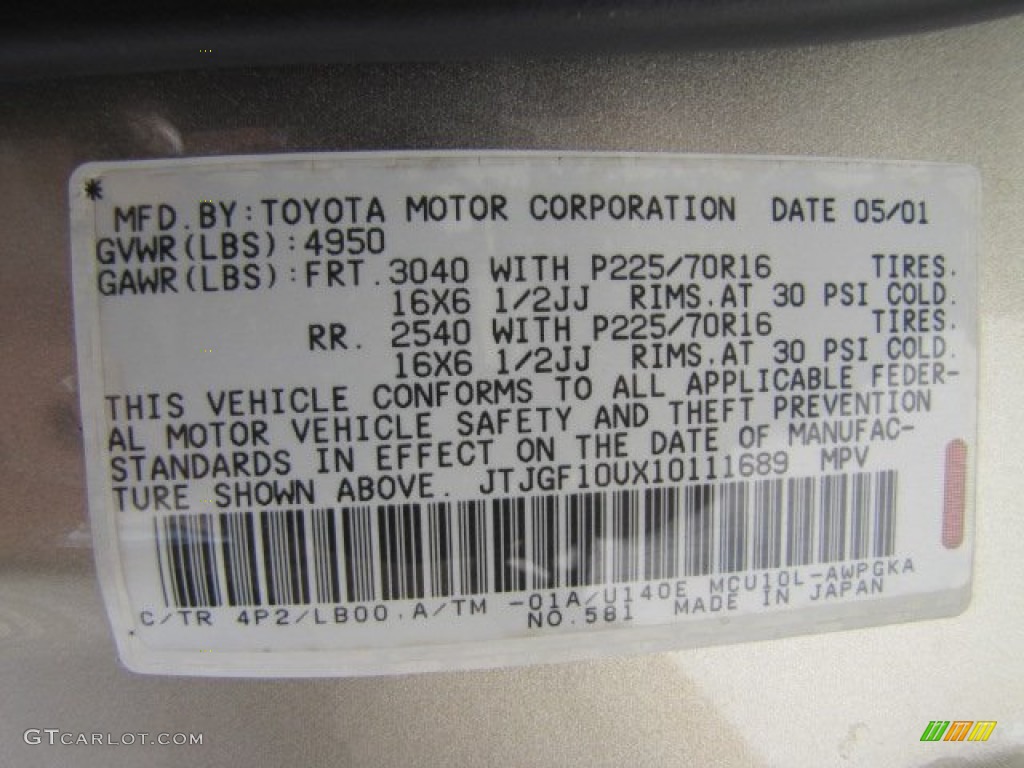 *
MFD.BY:TOYOTA MOTOR CORPORATION DATE 05/01
GVWR(LBS):4950
GAWR(LBS):FRT.3040 WITH P225/70R16 TIRES.
16X6 1/2JJ RIMS.AT 30 PSI COLD.
RR. 2540 WITH P225/70R16 TIRES.
16X6 1/2JJ RIMS.AT 30 PSI COLD.
THIS VEHICLE CONFORMS TO ALL APPLICABLE FEDER-
AL MOTOR VEHICLE SAFETY AND THEFT PREVENTION
STANDARDS IN EFFECT ON THE DATE OF MANUFAC-
TURE SHOWN ABOVE. JTJGF10UX10111689 MPV
C/TR 4P2/LB00.A/TM -01A/U140E MCU10L-AWPGKA
NO.581 MADE IN JAPAN
GTCARLOT.COM